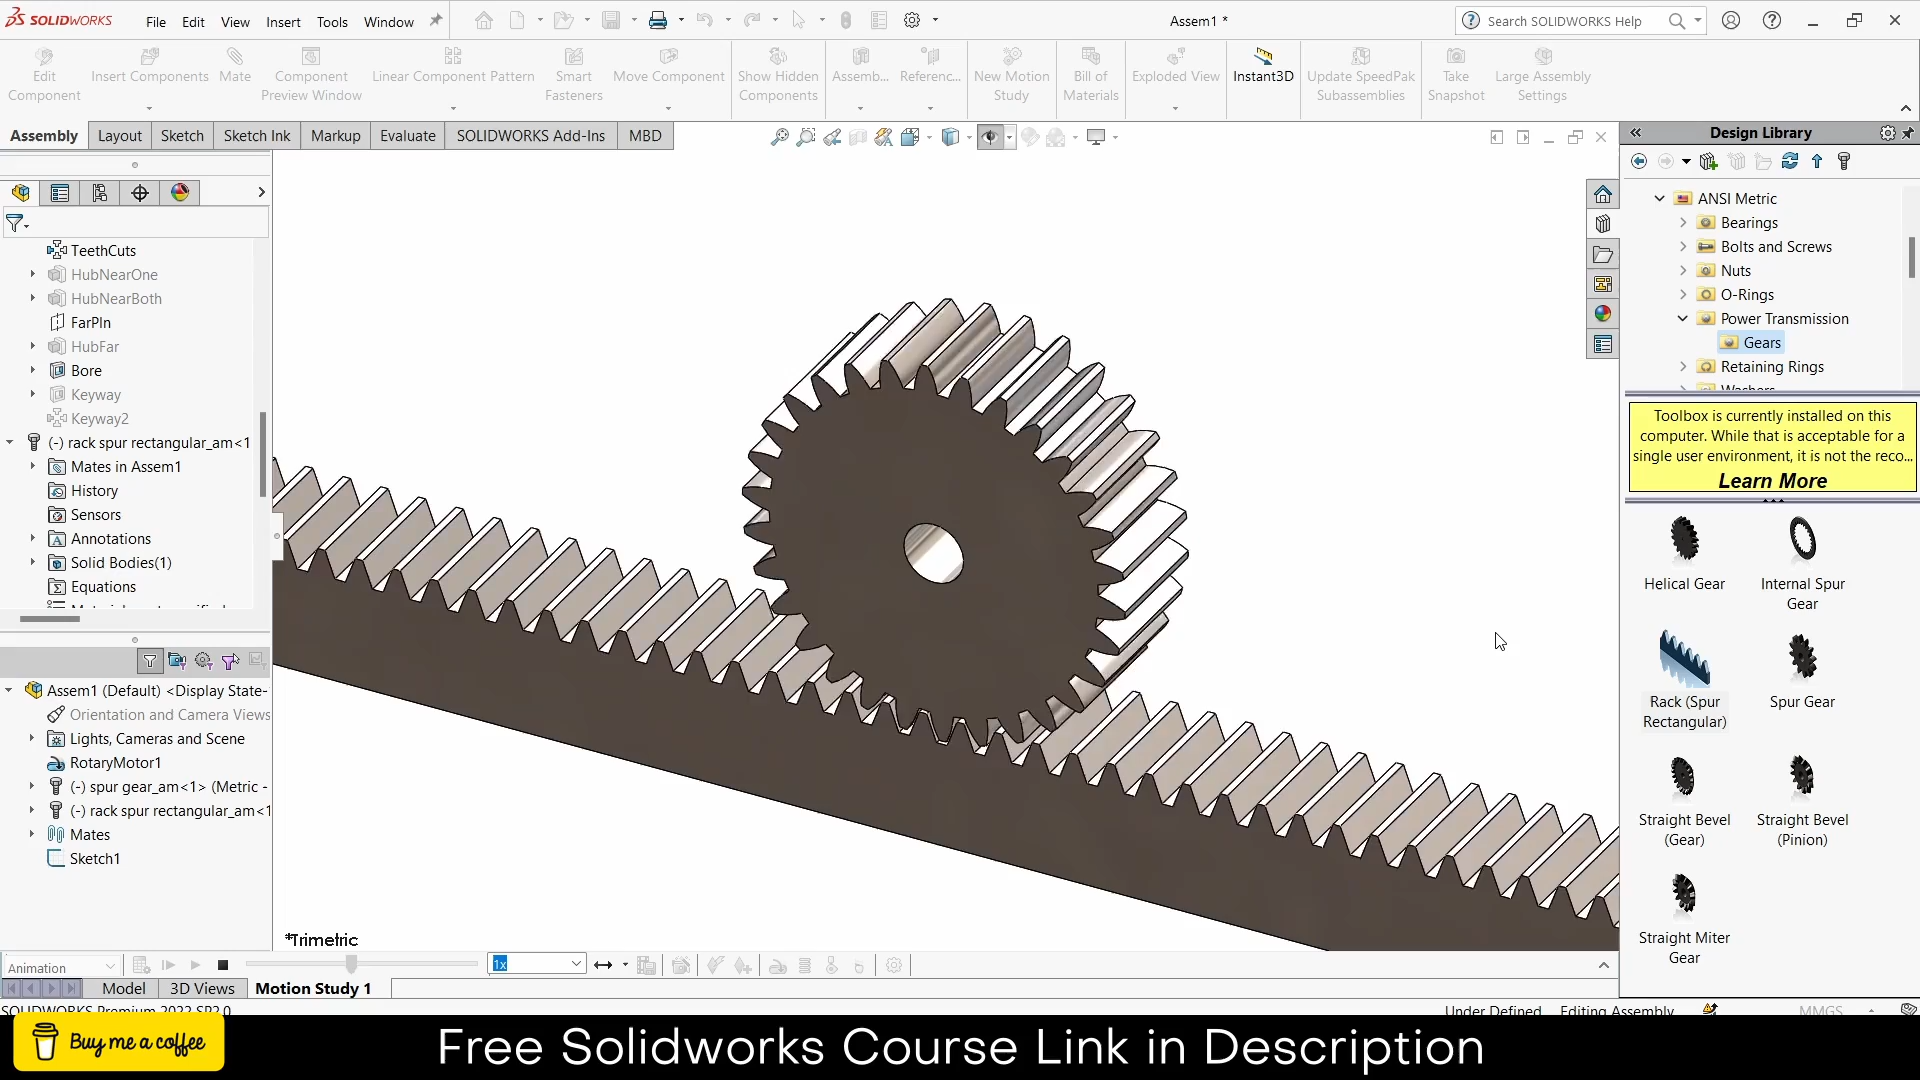 SOLIDWORKS File Edit View Insert Tools Window Assem1 * Search SOLIDWORKS Help
Edit Component
Insert Components
Mate
Component Preview Window
Linear Component Pattern
Smart Fasteners
Move Component
Show Hidden Components
Assemb...
Referenc...
New Motion Study
Bill of Materials
Exploded View
Instant3D
Update SpeedPak Subassemblies
Take Snapshot
Large Assembly Settings
Assembly Layout Sketch Sketch Ink Markup Evaluate SOLIDWORKS Add-Ins MBD
TeethCuts
HubNearOne
HubNearBoth
FarPln
HubFar
Bore
Keyway
Keyway2
(-) rack spur rectangular_am<1
Mates in Assem1
History
Sensors
Annotations
Solid Bodies(1)
Equations
Assem1 (Default) <Display State-
Orientation and Camera Views
Lights, Cameras and Scene
RotaryMotor1
(-) spur gear_am<1> (Metric -
(-) rack spur rectangular_am<1
Mates
Sketch1
*Trimetric
Animation 1x
Model 3D Views Motion Study 1
SOLIDWORKS Premium 2022 SP2.0 Under Defined Editing Assembly MMGS
Design Library
ANSI Metric
Bearings
Bolts and Screws
Nuts
O-Rings
Power Transmission
Gears
Retaining Rings
Washers
Toolbox is currently installed on this
computer. While that is acceptable for a
single user environment, it is not the reco...
Learn More
Helical Gear
Internal Spur Gear
Rack (Spur Rectangular)
Spur Gear
Straight Bevel (Gear)
Straight Bevel (Pinion)
Straight Miter Gear
Buy me a coffee
Free Solidworks Course Link in Description